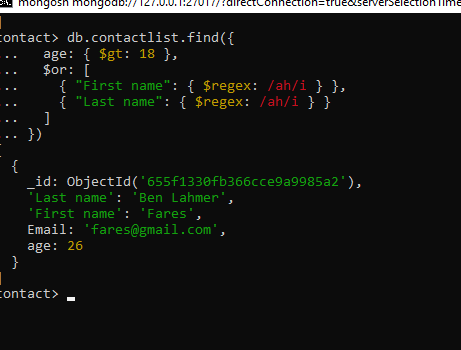 mongosh mongodb://127.0.0.1:27017/?directConnection=true&serverSelectionTime
]
contact> db.contactlist.find({
... age: { $gt: 18 },
... $or: [
... { "First name": { $regex: /ah/i } },
... { "Last name": { $regex: /ah/i } }
... ]
... })
[
{
_id: ObjectId('655f1330fb366cce9a9985a2'),
'Last name': 'Ben Lahmer',
'First name': 'Fares',
Email: 'fares@gmail.com',
age: 26
}
]
contact>